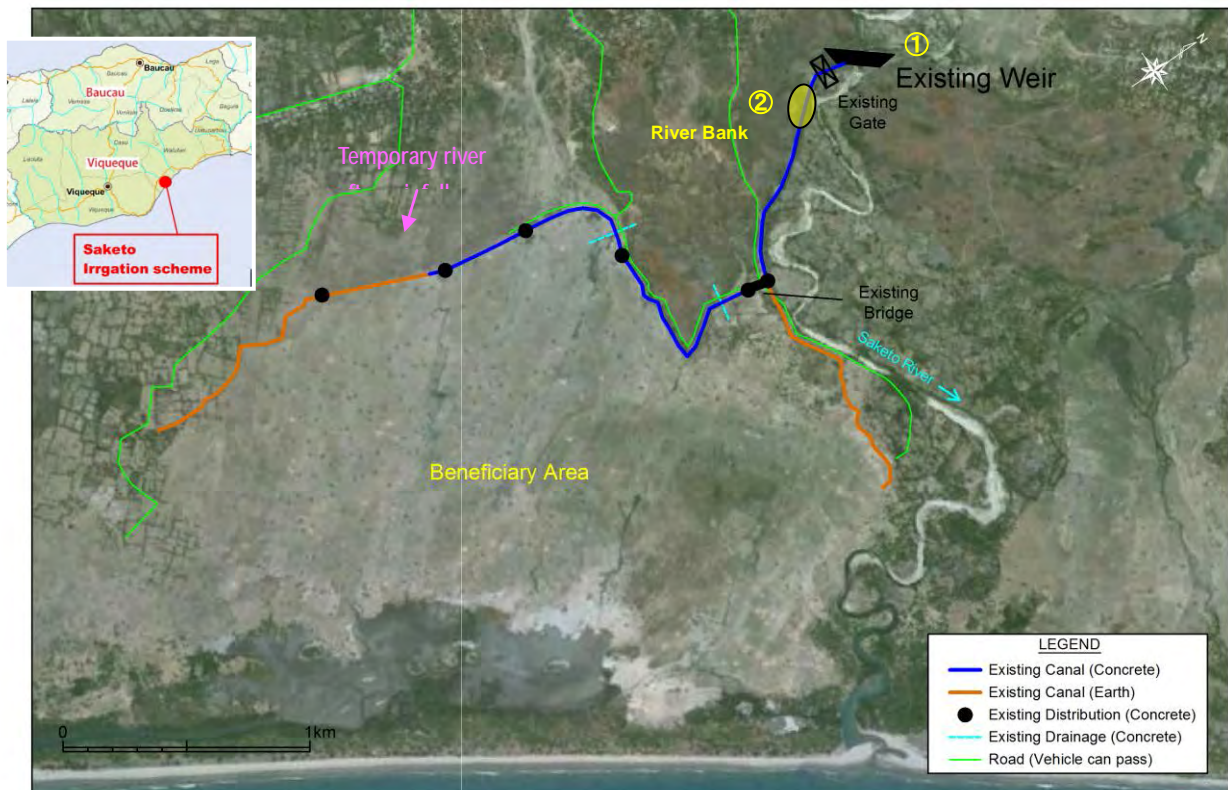 Baucau
Baucau
Baucau
Laga
Viqueque
Viqueque
Saketo
Irrgation scheme
①
Existing Weir
②
Existing
Gate
River Bank
Temporary river
Existing
Bridge
Saketo River
Beneficiary Area
0
1km
LEGEND
Existing Canal (Concrete)
Existing Canal (Earth)
Existing Distribution (Concrete)
Existing Drainage (Concrete)
Road (Vehicle can pass)